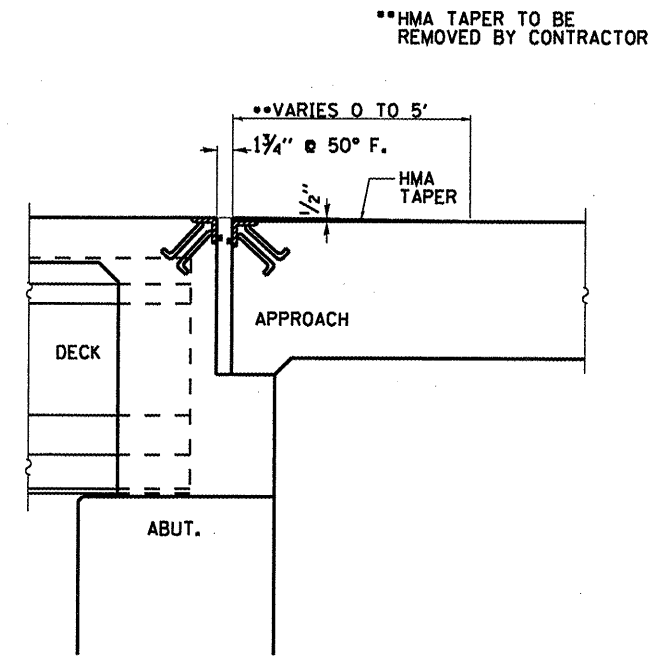 **HMA TAPER TO BE
REMOVED BY CONTRACTOR
**VARIES 0 TO 5'
1¾" @ 50° F.
½"
HMA
TAPER
APPROACH
DECK
ABUT.